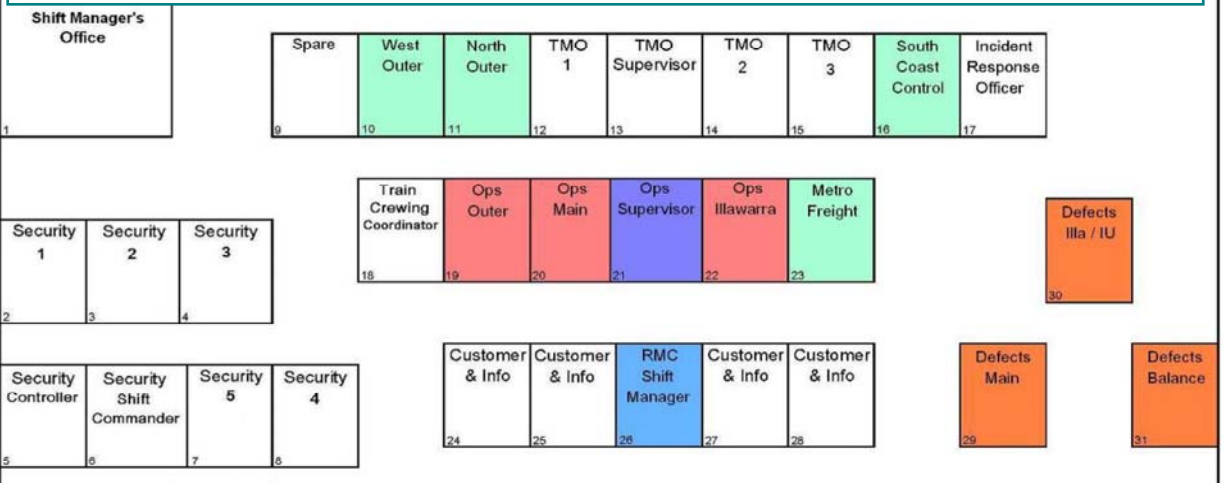 Shift Manager's
Office
1
Spare
9
West
Outer
10
North
Outer
11
TMO
1
12
TMO
Supervisor
13
TMO
2
14
TMO
3
15
South
Coast
Control
16
Incident
Response
Officer
17
Train
Crewing
Coordinator
18
Ops
Outer
19
Ops
Main
20
Ops
Supervisor
21
Ops
Illawarra
22
Metro
Freight
23
Defects
Illa / IU
30
Security
1
2
Security
2
3
Security
3
4
Customer
& Info
24
Customer
& Info
25
RMC
Shift
Manager
26
Customer
& Info
27
Customer
& Info
28
Defects
Main
29
Defects
Balance
31
Security
Controller
5
Security
Shift
Commander
6
Security
5
7
Security
4
8